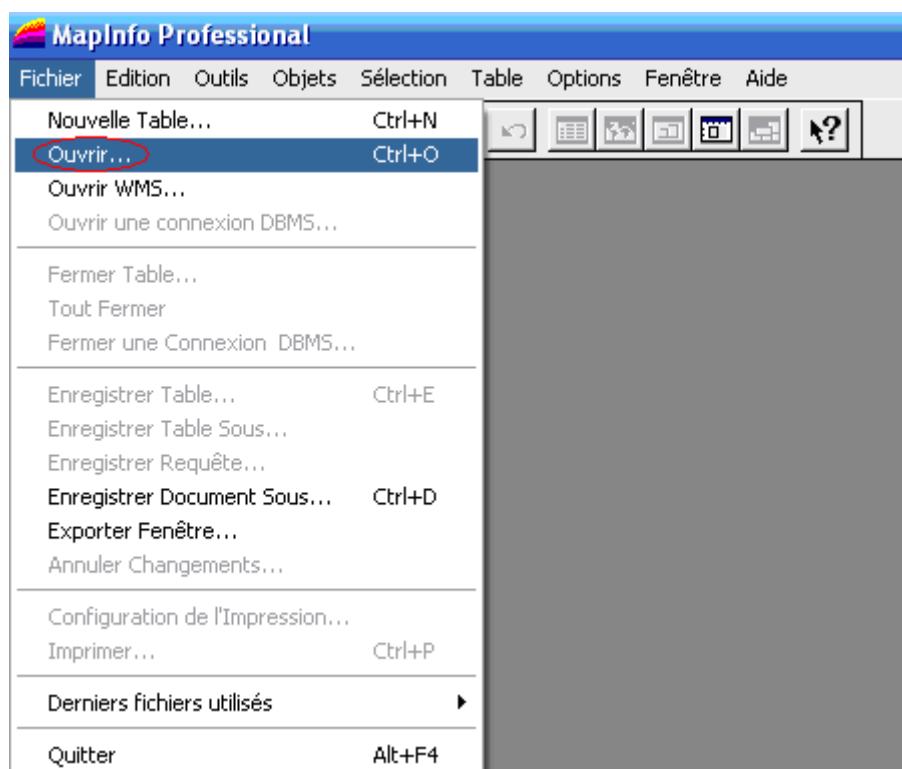 MapInfo Professional
Fichier Edition Outils Objets Sélection Table Options Fenêtre Aide
Nouvelle Table... Ctrl+N
Ouvrir... Ctrl+O
Ouvrir WMS...
Ouvrir une connexion DBMS...
Fermer Table...
Tout Fermer
Fermer une Connexion DBMS...
Enregistrer Table... Ctrl+E
Enregistrer Table Sous...
Enregistrer Requête...
Enregistrer Document Sous... Ctrl+D
Exporter Fenêtre...
Annuler Changements...
Configuration de l'Impression...
Imprimer... Ctrl+P
Derniers fichiers utilisés
Quitter Alt+F4